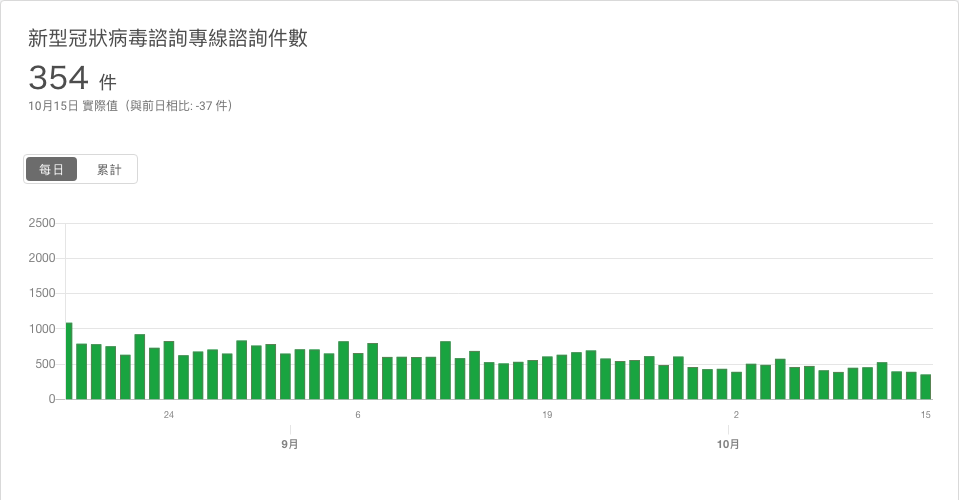 新型冠狀病毒諮詢專線諮詢件數
354 件
10月15日 實際值（與前日相比: -37 件）
每日 累計
2500
2000
1500
1000
500
0
24 6 19 2 15
9月 10月